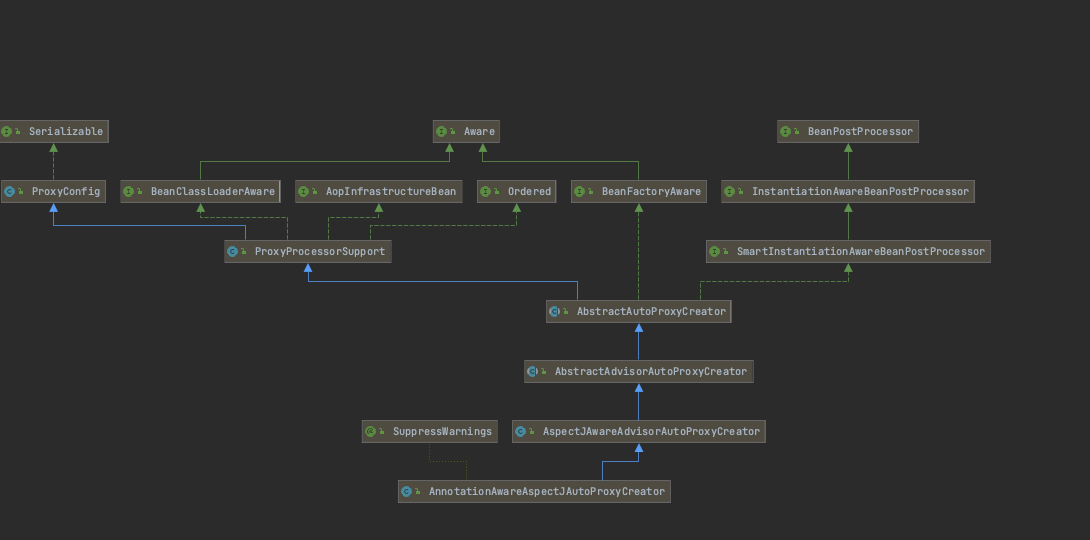 Serializable
Aware
BeanPostProcessor
ProxyConfig
BeanClassLoaderAware
AopInfrastructureBean
Ordered
BeanFactoryAware
InstantiationAwareBeanPostProcessor
ProxyProcessorSupport
SmartInstantiationAwareBeanPostProcessor
AbstractAutoProxyCreator
AbstractAdvisorAutoProxyCreator
SuppressWarnings
AspectJAwareAdvisorAutoProxyCreator
AnnotationAwareAspectJAutoProxyCreator